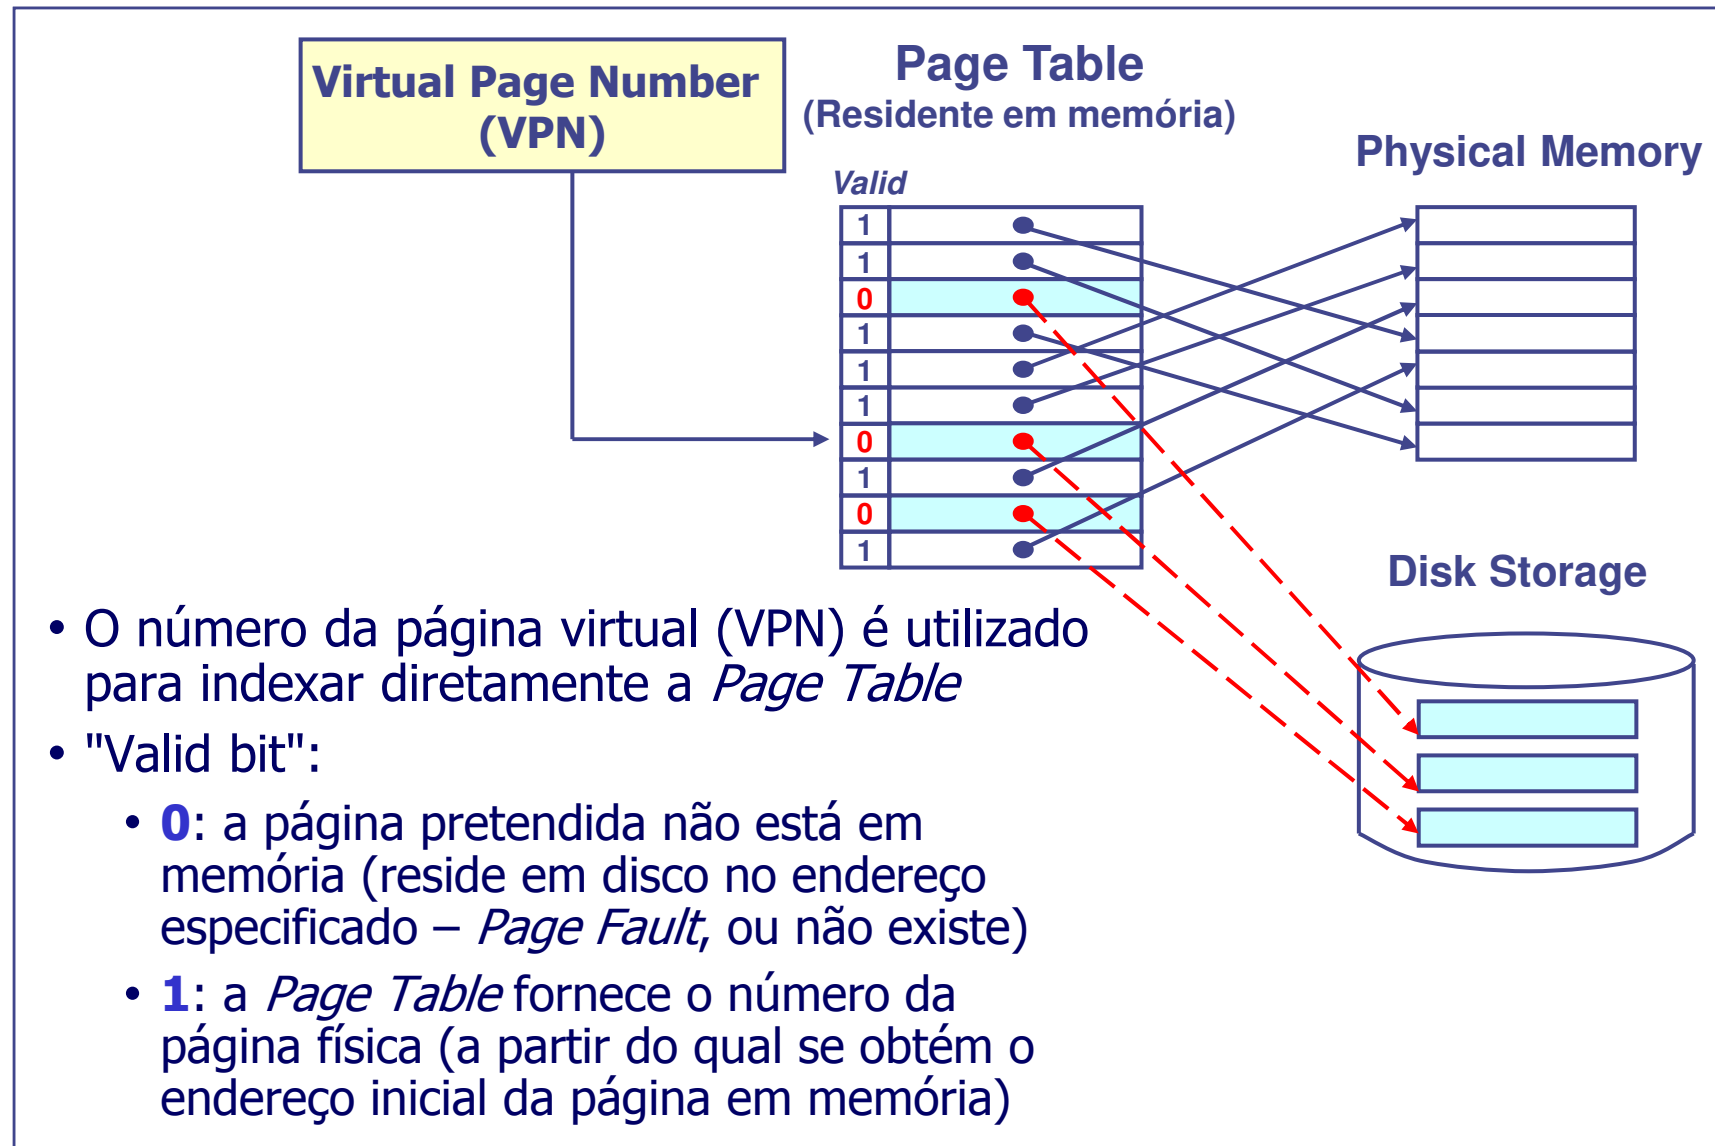 Virtual Page Number
(VPN)
Page Table
(Residente em memória)
Physical Memory
Valid
1
1
0
1
1
1
0
1
0
1
Disk Storage
• O número da página virtual (VPN) é utilizado
para indexar diretamente a Page Table
• "Valid bit":
• 0: a página pretendida não está em
memória (reside em disco no endereço
especificado – Page Fault, ou não existe)
• 1: a Page Table fornece o número da
página física (a partir do qual se obtém o
endereço inicial da página em memória)